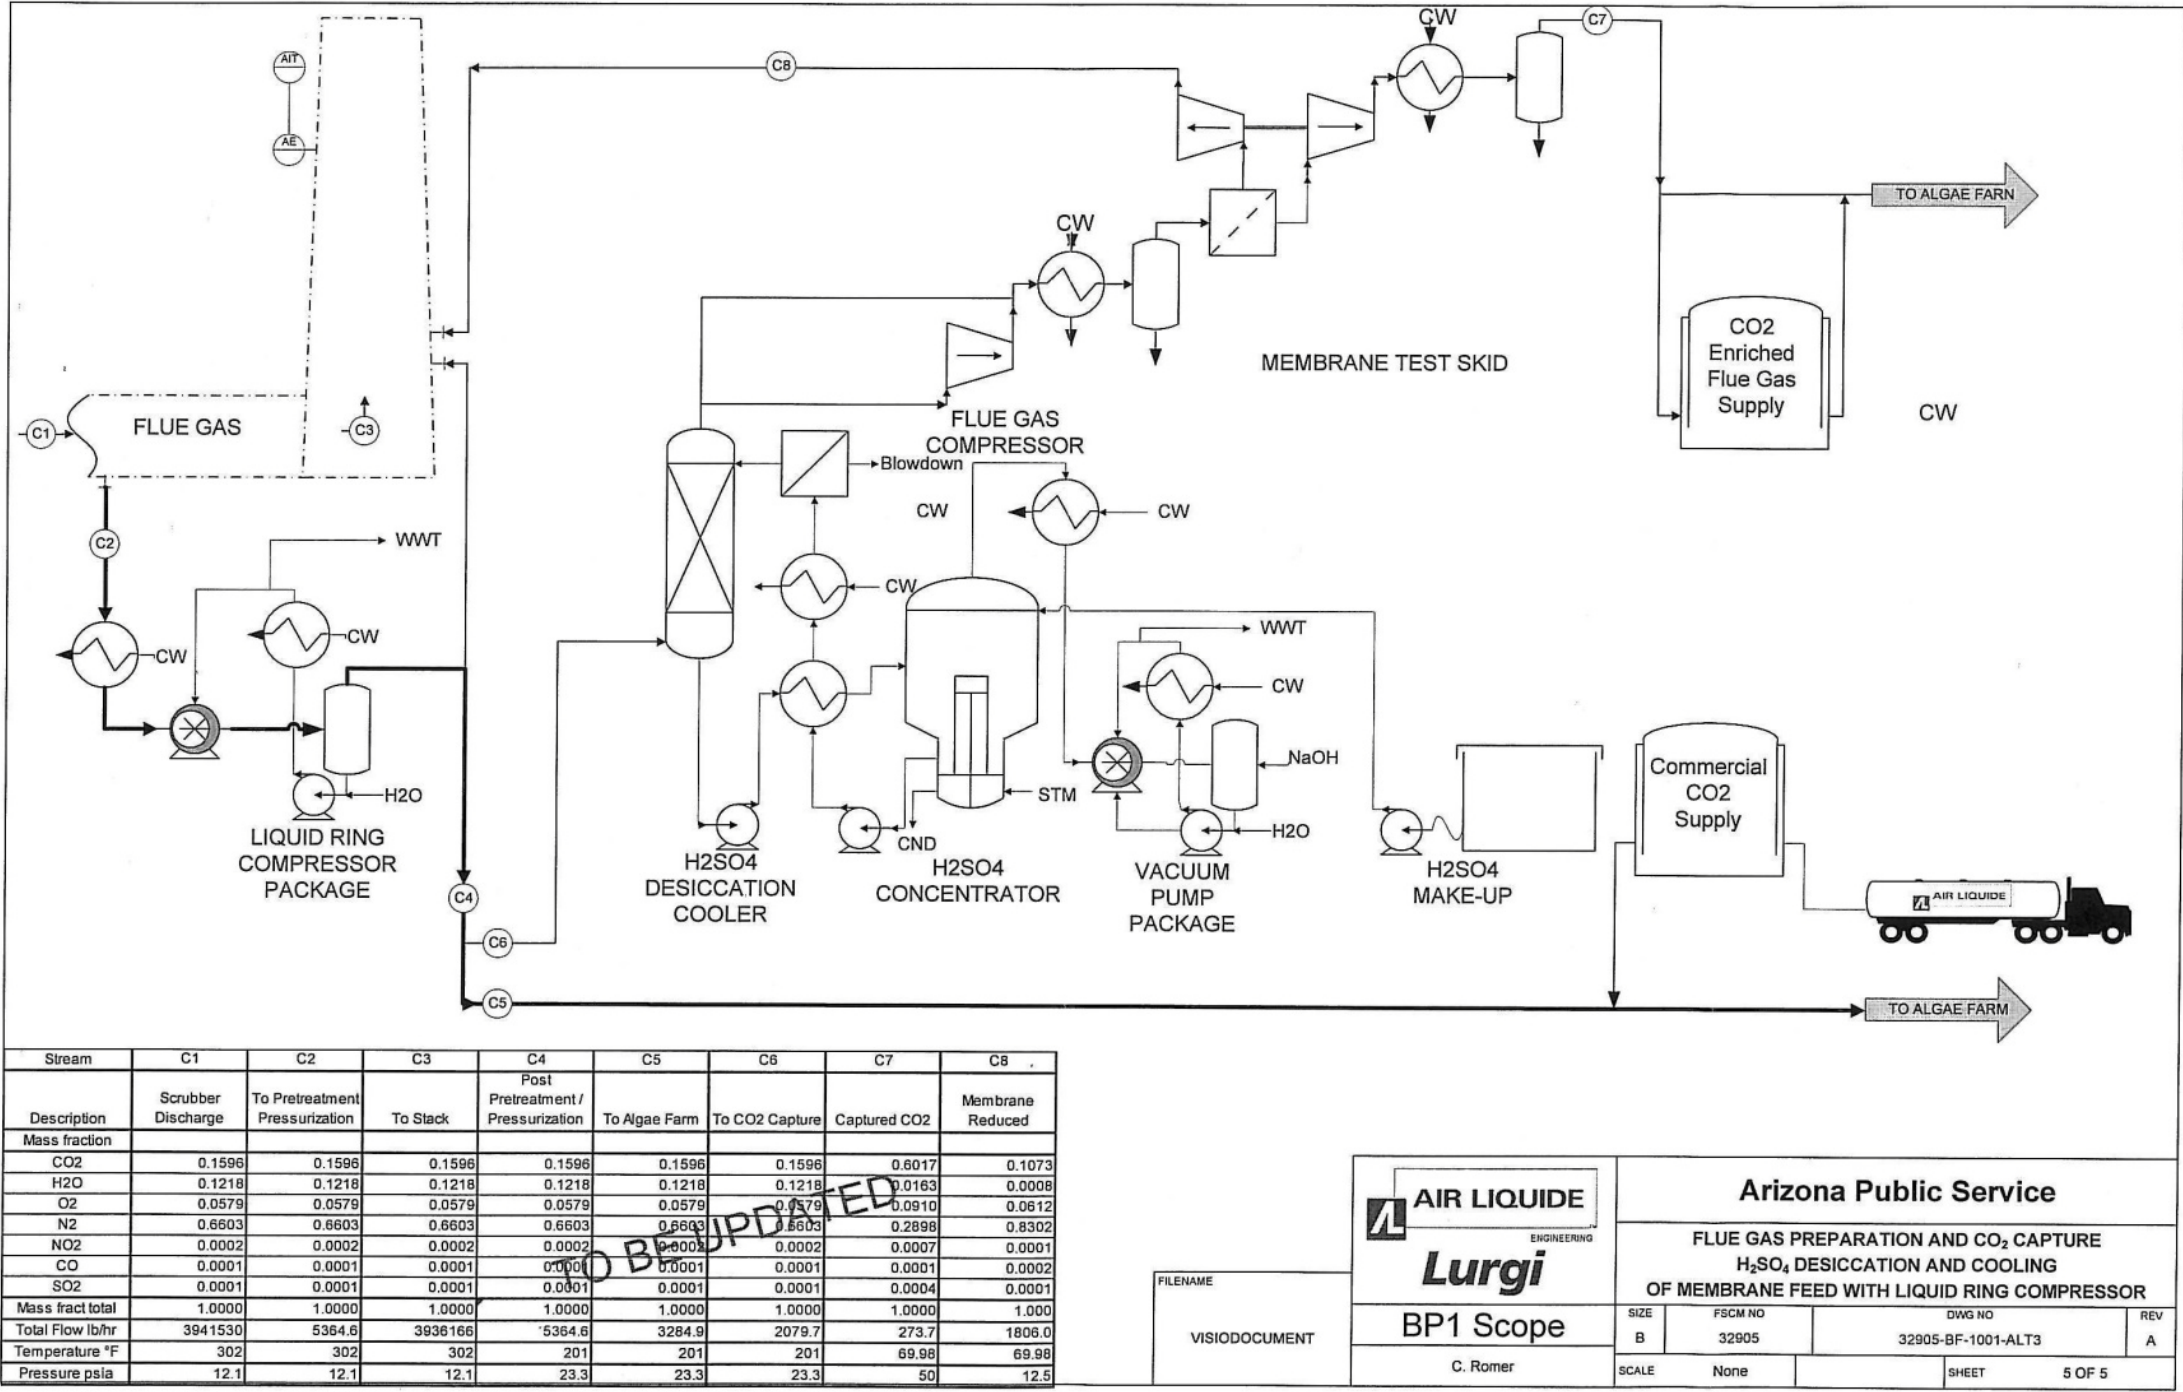 CW
C7
AIT
C8
AE
TO ALGAE FARN
CW
CO2
Enriched
Flue Gas
Supply
MEMBRANE TEST SKID
CW
C1
FLUE GAS
C3
FLUE GAS
COMPRESSOR
Blowdown
CW
CW
C2
WWT
CW
CW
CW
WWT
CW
NaOH
STM
H2O
CND
H2O
LIQUID RING
COMPRESSOR
PACKAGE
H2SO4
DESICCATION
COOLER
H2SO4
CONCENTRATOR
VACUUM
PUMP
PACKAGE
H2SO4
MAKE-UP
Commercial
CO2
Supply
AIR LIQUIDE
C4
C6
C5
TO ALGAE FARM
Stream C1 C2 C3 C4 C5 C6 C7 C8
Description Scrubber Discharge To Pretreatment Pressurization To Stack Post Pretreatment / Pressurization To Algae Farm To CO2 Capture Captured CO2 Membrane Reduced
Mass fraction
CO2 0.1596 0.1596 0.1596 0.1596 0.1596 0.1596 0.6017 0.1073
H2O 0.1218 0.1218 0.1218 0.1218 0.1218 0.1218 0.0163 0.0008
O2 0.0579 0.0579 0.0579 0.0579 0.0579 0.0579 0.0910 0.0612
N2 0.6603 0.6603 0.6603 0.6603 0.6603 0.6603 0.2898 0.8302
NO2 0.0002 0.0002 0.0002 0.0002 0.0002 0.0002 0.0007 0.0001
CO 0.0001 0.0001 0.0001 0.0001 0.0001 0.0001 0.0001 0.0002
SO2 0.0001 0.0001 0.0001 0.0001 0.0001 0.0001 0.0004 0.0001
Mass fract total 1.0000 1.0000 1.0000 1.0000 1.0000 1.0000 1.0000 1.000
Total Flow lb/hr 3941530 5364.6 3936166 5364.6 3284.9 2079.7 273.7 1806.0
Temperature °F 302 302 302 201 201 201 69.98 69.98
Pressure psia 12.1 12.1 12.1 23.3 23.3 23.3 50 12.5
TO BE UPDATED
FILENAME
VISIODOCUMENT
AIR LIQUIDE
ENGINEERING
Lurgi
BP1 Scope
C. Romer
Arizona Public Service
FLUE GAS PREPARATION AND CO₂ CAPTURE
H₂SO₄ DESICCATION AND COOLING
OF MEMBRANE FEED WITH LIQUID RING COMPRESSOR
SIZE FSCM NO DWG NO REV
B 32905 32905-BF-1001-ALT3 A
SCALE None SHEET 5 OF 5